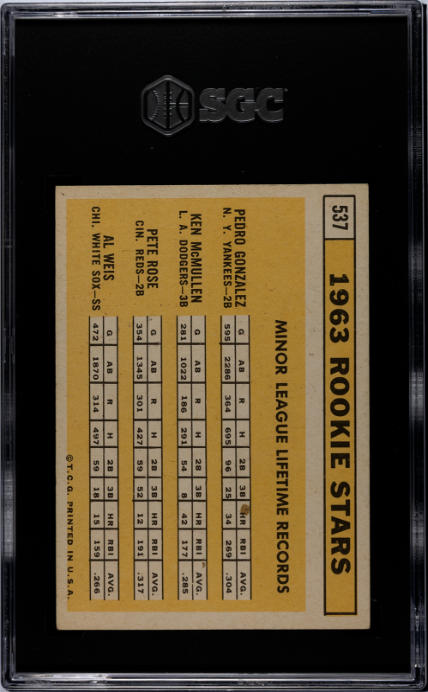 SGC
537
1963 ROOKIE STARS
MINOR LEAGUE LIFETIME RECORDS
PEDRO GONZALEZ
N. Y. YANKEES—2B
G AB R H 2B 3B HR RBI AVG.
595 2286 364 695 96 25 34 269 .304
KEN McMULLEN
L. A. DODGERS—3B
G AB R H 2B 3B HR RBI AVG.
281 1022 186 291 54 8 42 177 .285
PETE ROSE
CIN. REDS—2B
G AB R H 2B 3B HR RBI AVG.
354 1345 301 427 59 52 12 191 .317
AL WEIS
CHI. WHITE SOX—SS
G AB R H 2B 3B HR RBI AVG.
472 1870 314 497 59 18 15 159 .266
©T.C.G. PRINTED IN U.S.A.